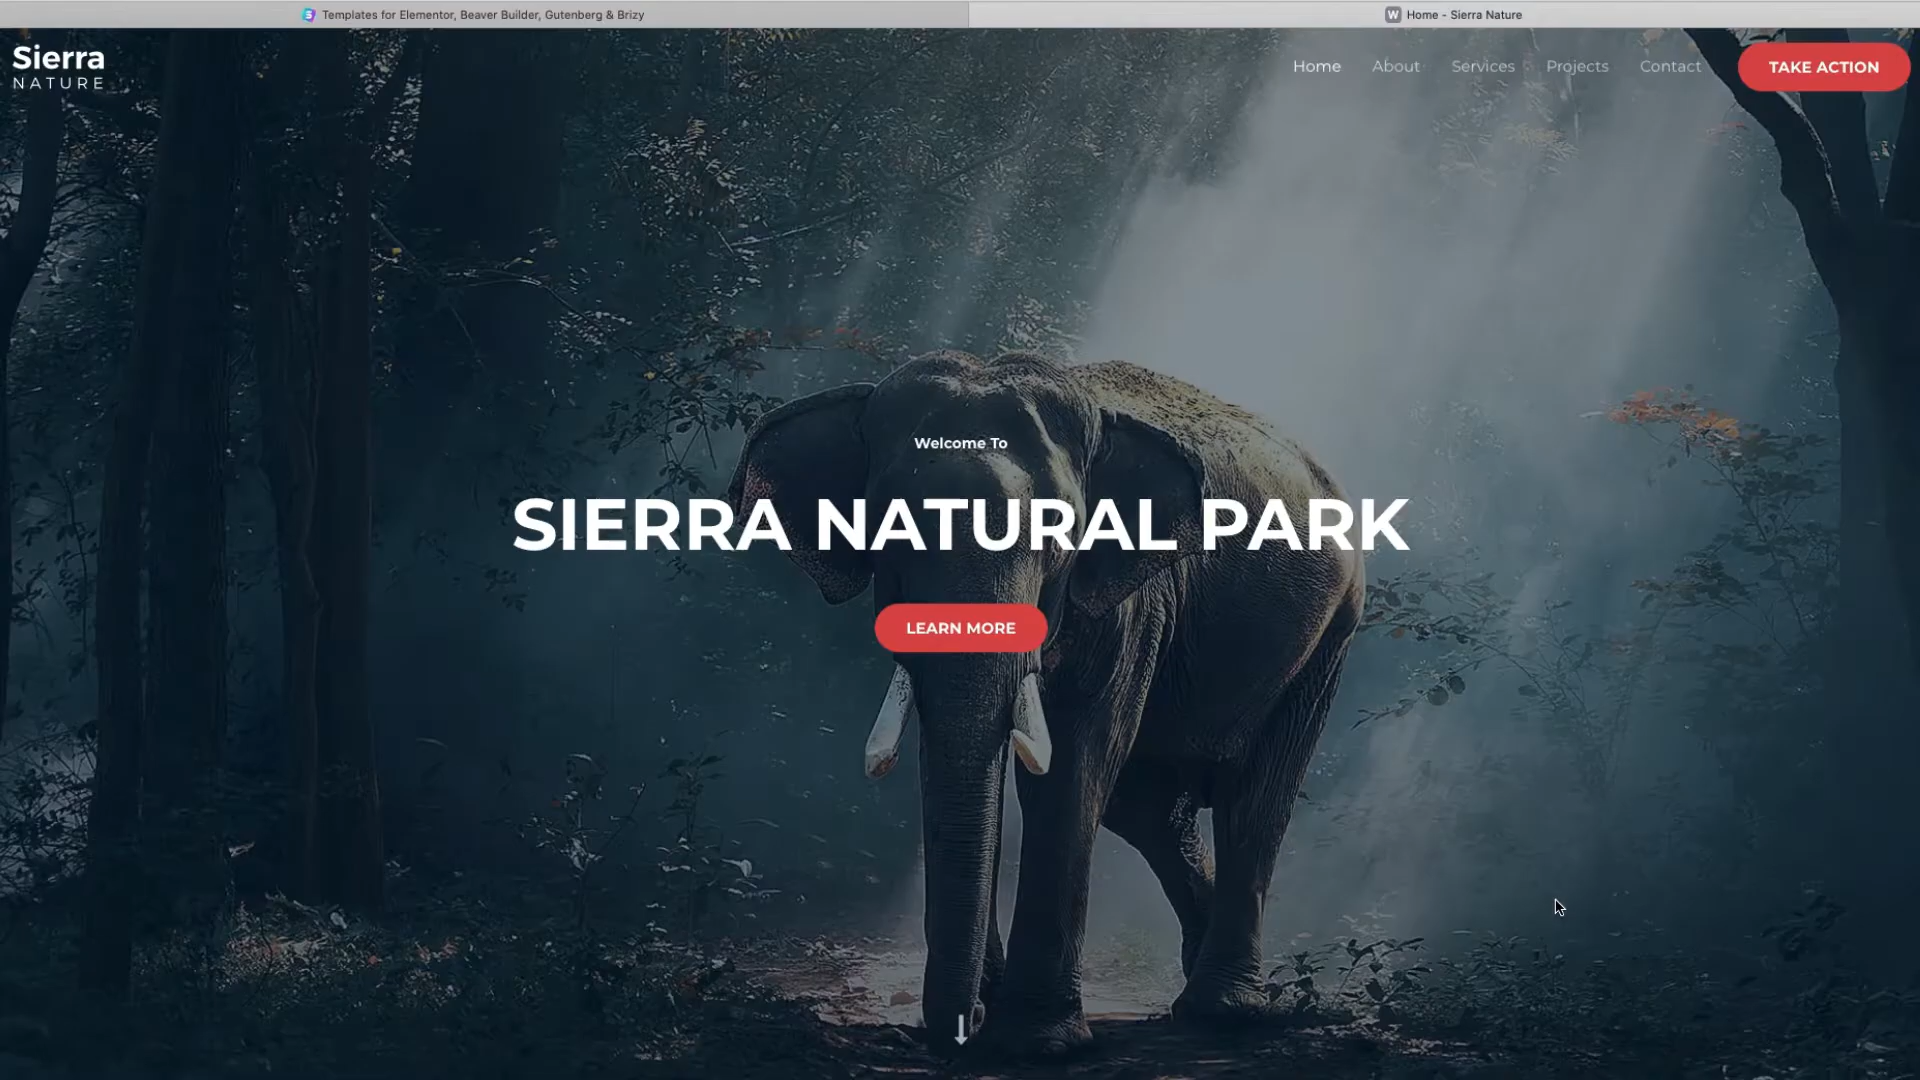 Templates for Elementor, Beaver Builder, Gutenberg & Brizy
W Home - Sierra Nature
Sierra
NATURE
Home About Services Projects Contact TAKE ACTION
Welcome To
SIERRA NATURAL PARK
LEARN MORE